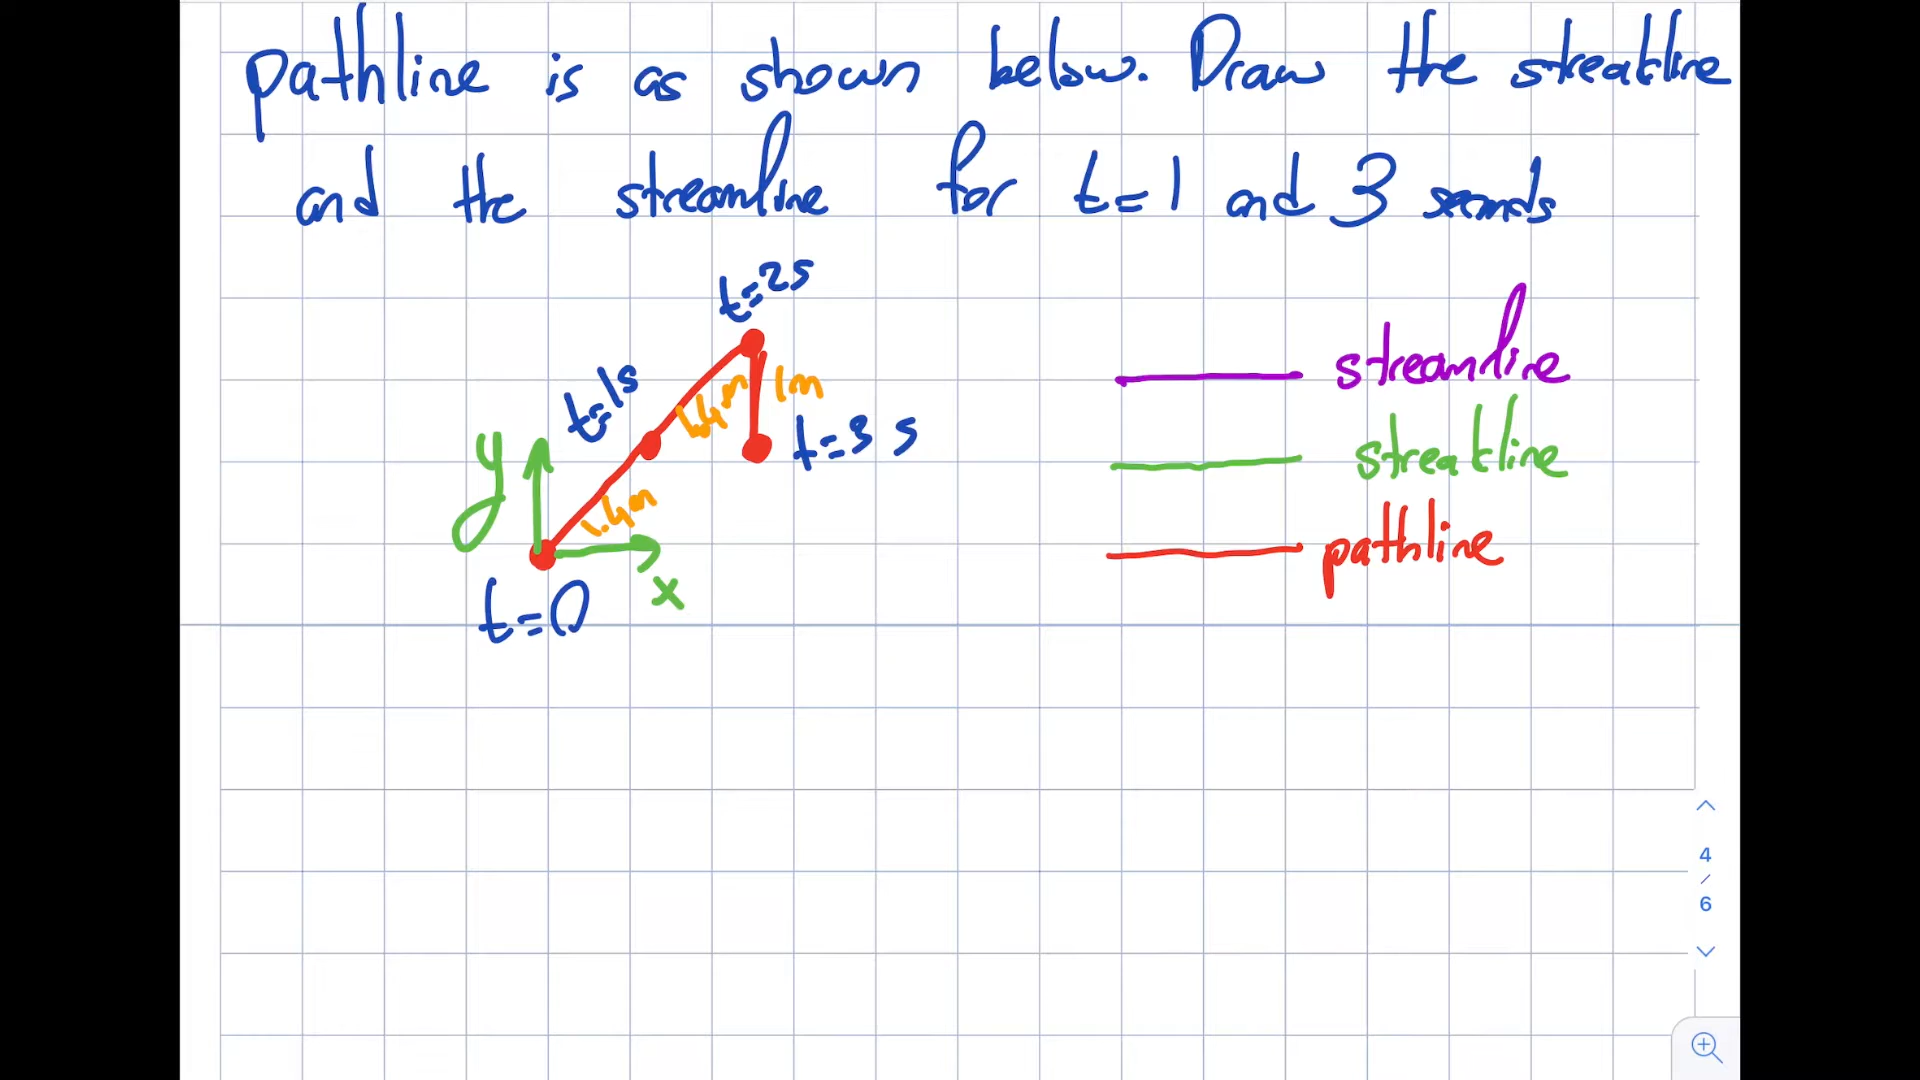 pathline is as shown below. Draw the streakline
and the streamline for t=1 and 3 seconds
t=2s
t=1s
1.4m
1m
t=3 s
y
1.4m
x
t=0
streamline
streakline
pathline
4
/
6